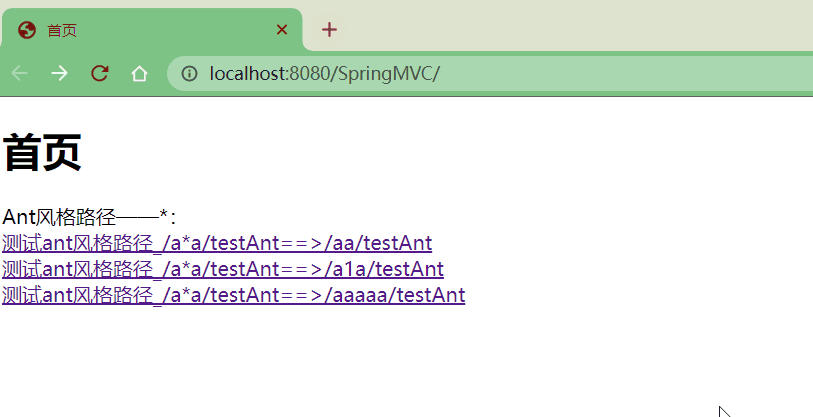 首页
localhost:8080/SpringMVC/
首页
Ant风格路径——*：
测试ant风格路径_/a*a/testAnt==>/aa/testAnt
测试ant风格路径_/a*a/testAnt==>/a1a/testAnt
测试ant风格路径_/a*a/testAnt==>/aaaaa/testAnt